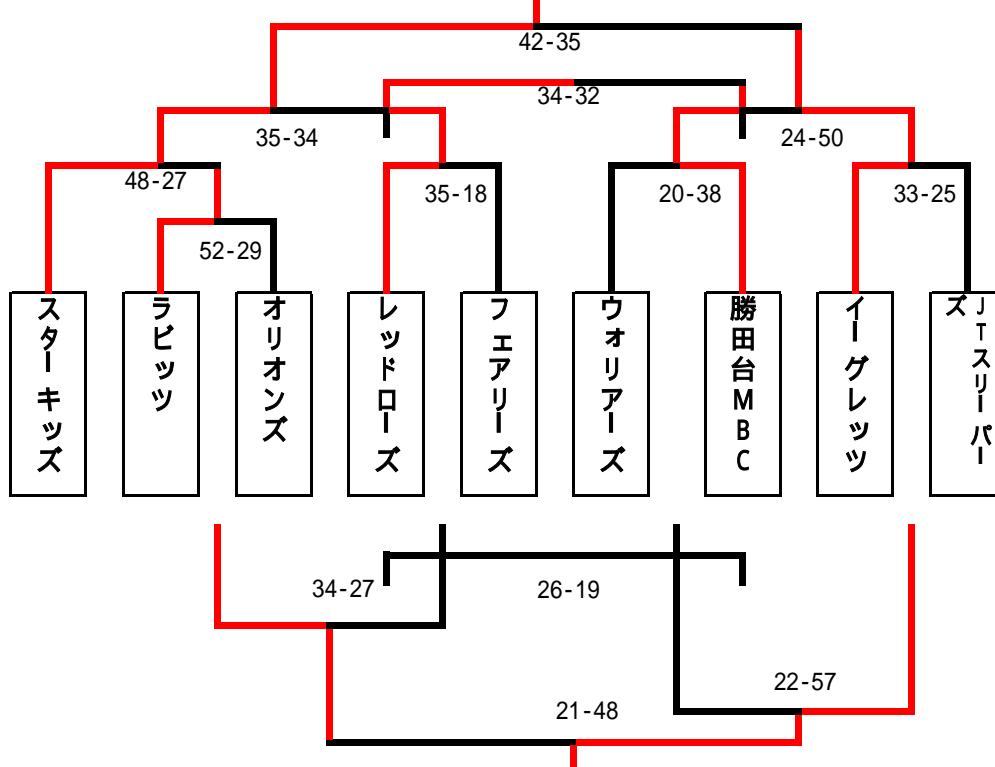 42-35
34-32
35-34
24-50
48-27
35-18
20-38
33-25
52-29
スターキッズ
ラビッツ
オリオンズ
レッドローズ
フェアリーズ
ウォリアーズ
勝田台MBC
イーグレッツ
JTスリーパー
ズ
34-27
26-19
22-57
21-48